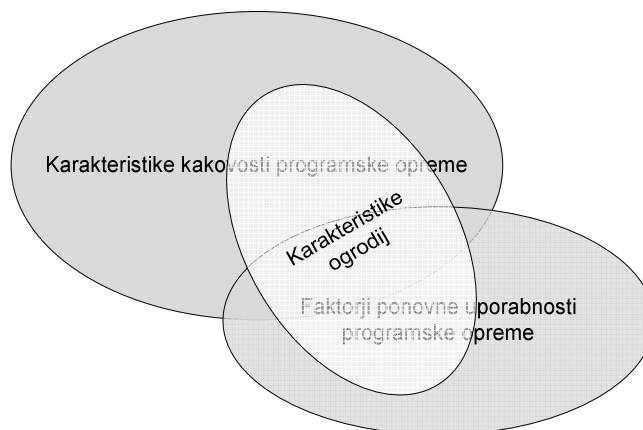 Karakteristike kakovosti programske opreme
Karakteristike
ogrodij
Faktorji ponovne uporabnosti
programske opreme